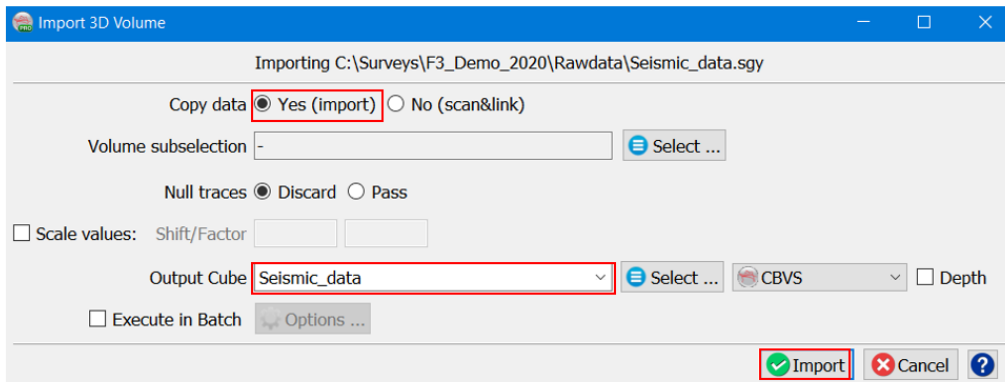 Import 3D Volume
Importing C:\Surveys\F3_Demo_2020\Rawdata\Seismic_data.sgy
Copy data Yes (import) No (scan&link)
Volume subselection - Select ...
Null traces Discard Pass
Scale values: Shift/Factor
Output Cube Seismic_data Select ... CBVS Depth
Execute in Batch Options ...
Import Cancel ?